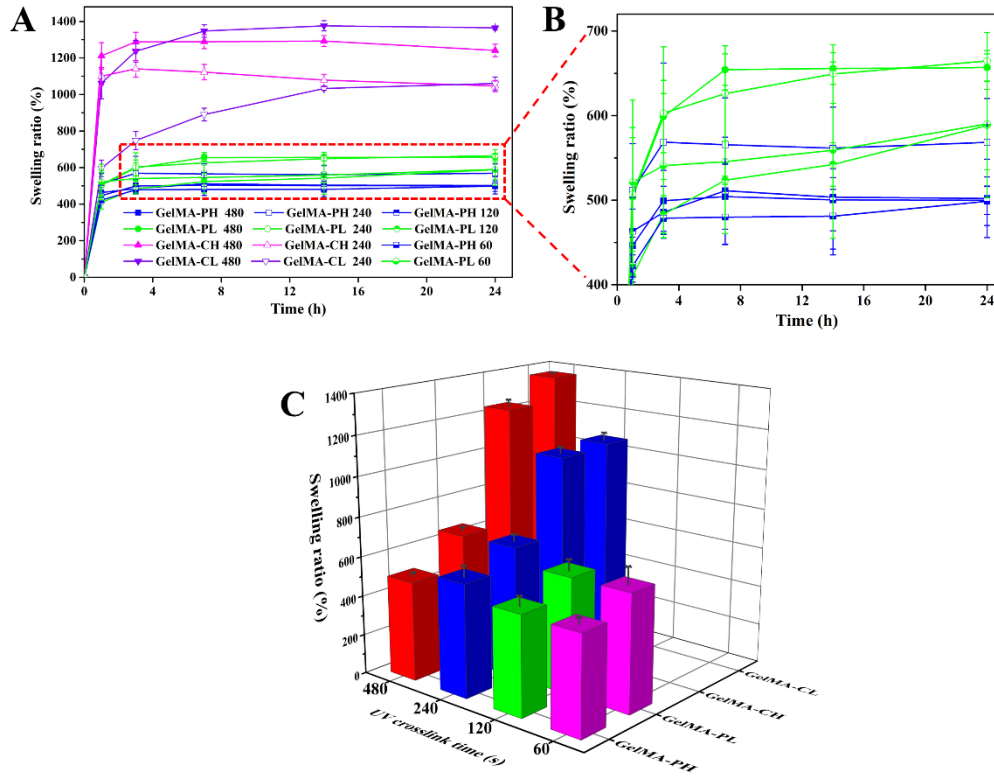 A
Swelling ratio (%)
1400
1200
1000
800
600
400
200
0
GelMA-PH 480 GelMA-PH 240 GelMA-PH 120
GelMA-PL 480 GelMA-PL 240 GelMA-PL 120
GelMA-CH 480 GelMA-CH 240 GelMA-PH 60
GelMA-CL 480 GelMA-CL 240 GelMA-PL 60
0 4 8 12 16 20 24
Time (h)
B
Swelling ratio (%)
700
600
500
400
0 4 8 12 16 20 24
Time (h)
C
Swelling ratio (%)
1400
1200
1000
800
600
400
200
0
480
240
120
60
UV crosslink time (s)
GelMA-CL
GelMA-CH
GelMA-PL
GelMA-PH